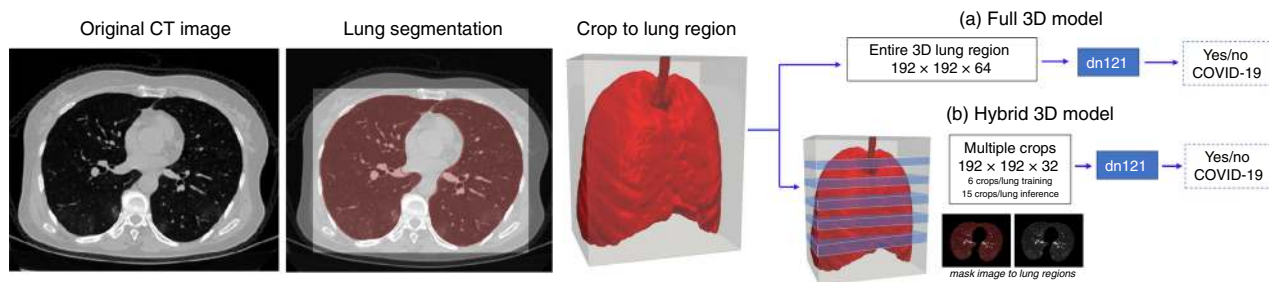 Original CT image
Lung segmentation
Crop to lung region
(a) Full 3D model
Entire 3D lung region
192 × 192 × 64
dn121
Yes/no
COVID-19
(b) Hybrid 3D model
Multiple crops
192 × 192 × 32
6 crops/lung training
15 crops/lung inference
dn121
Yes/no
COVID-19
mask image to lung regions